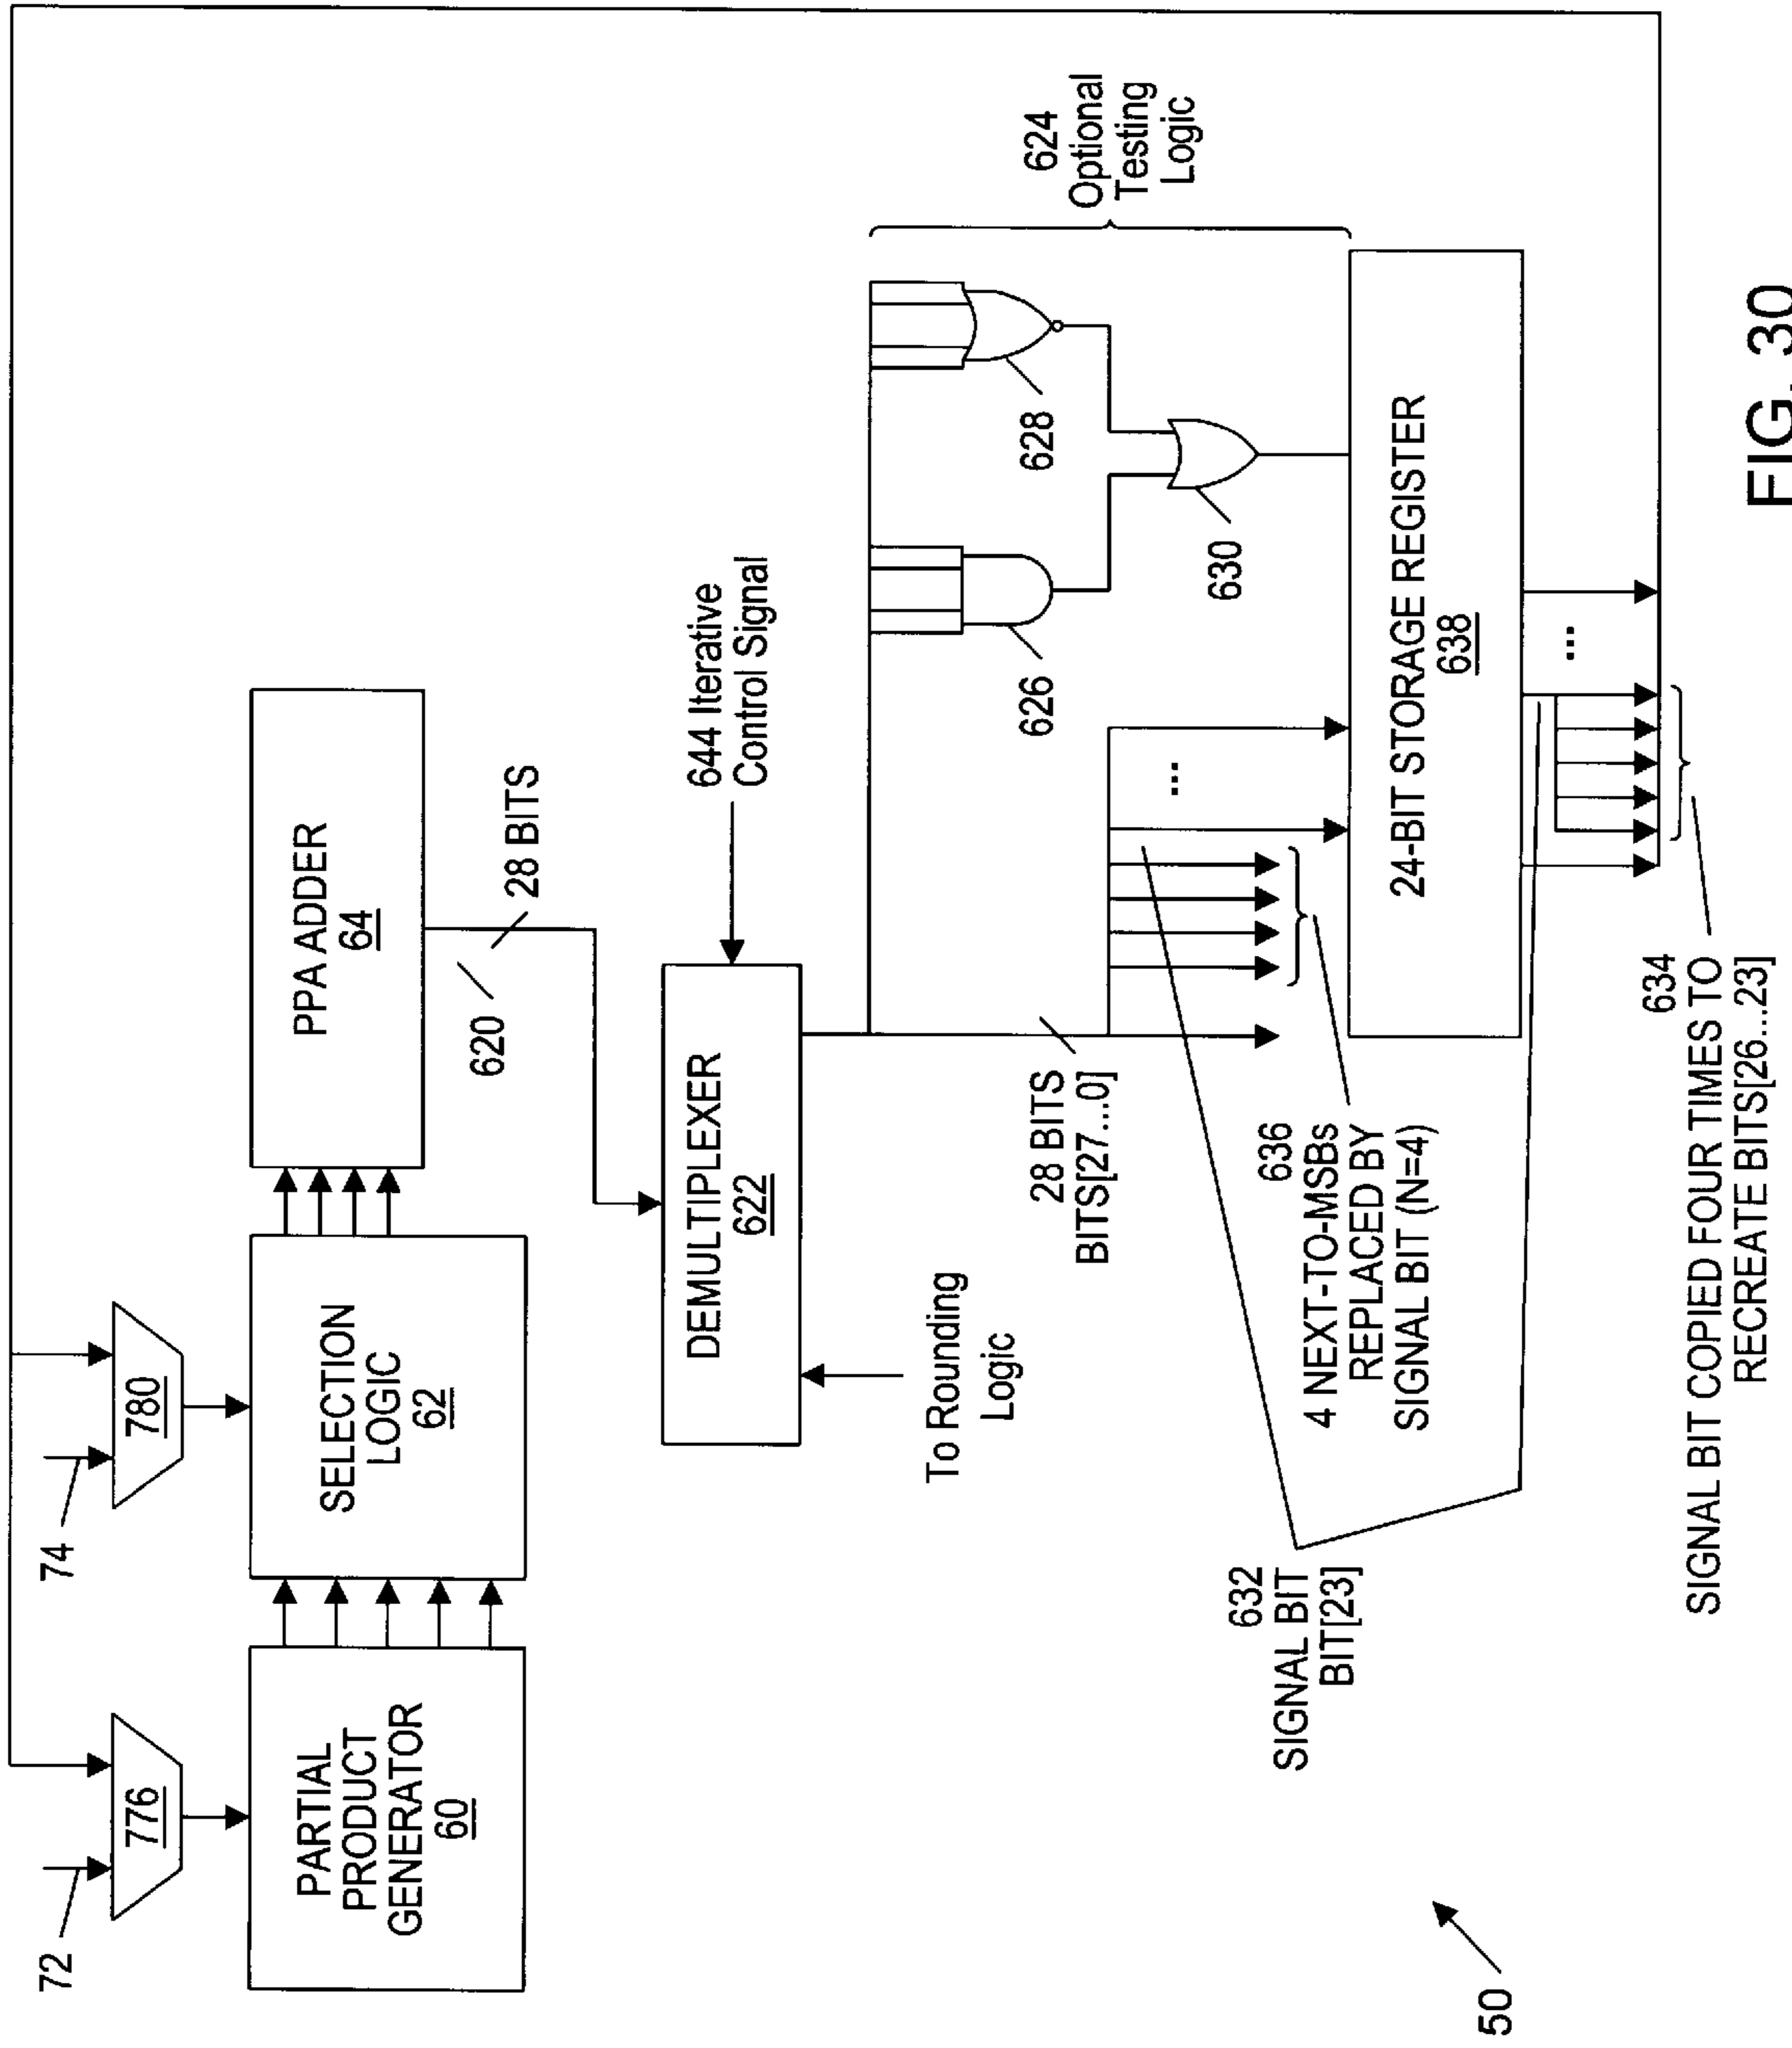 72
776
74
780
PARTIAL
PRODUCT
GENERATOR
60
SELECTION
LOGIC
62
PPA ADDER
64
620
28 BITS
DEMULTIPLEXER
622
644 Iterative
Control Signal
To Rounding
Logic
28 BITS
BITS[27...0]
626
628
630
624
Optional
Testing
Logic
632
SIGNAL BIT
BIT[23]
636
4 NEXT-TO-MSBs
REPLACED BY
SIGNAL BIT (N=4)
...
24-BIT STORAGE REGISTER
638
...
634
SIGNAL BIT COPIED FOUR TIMES TO
RECREATE BITS[26...23]
50
FIG. 30